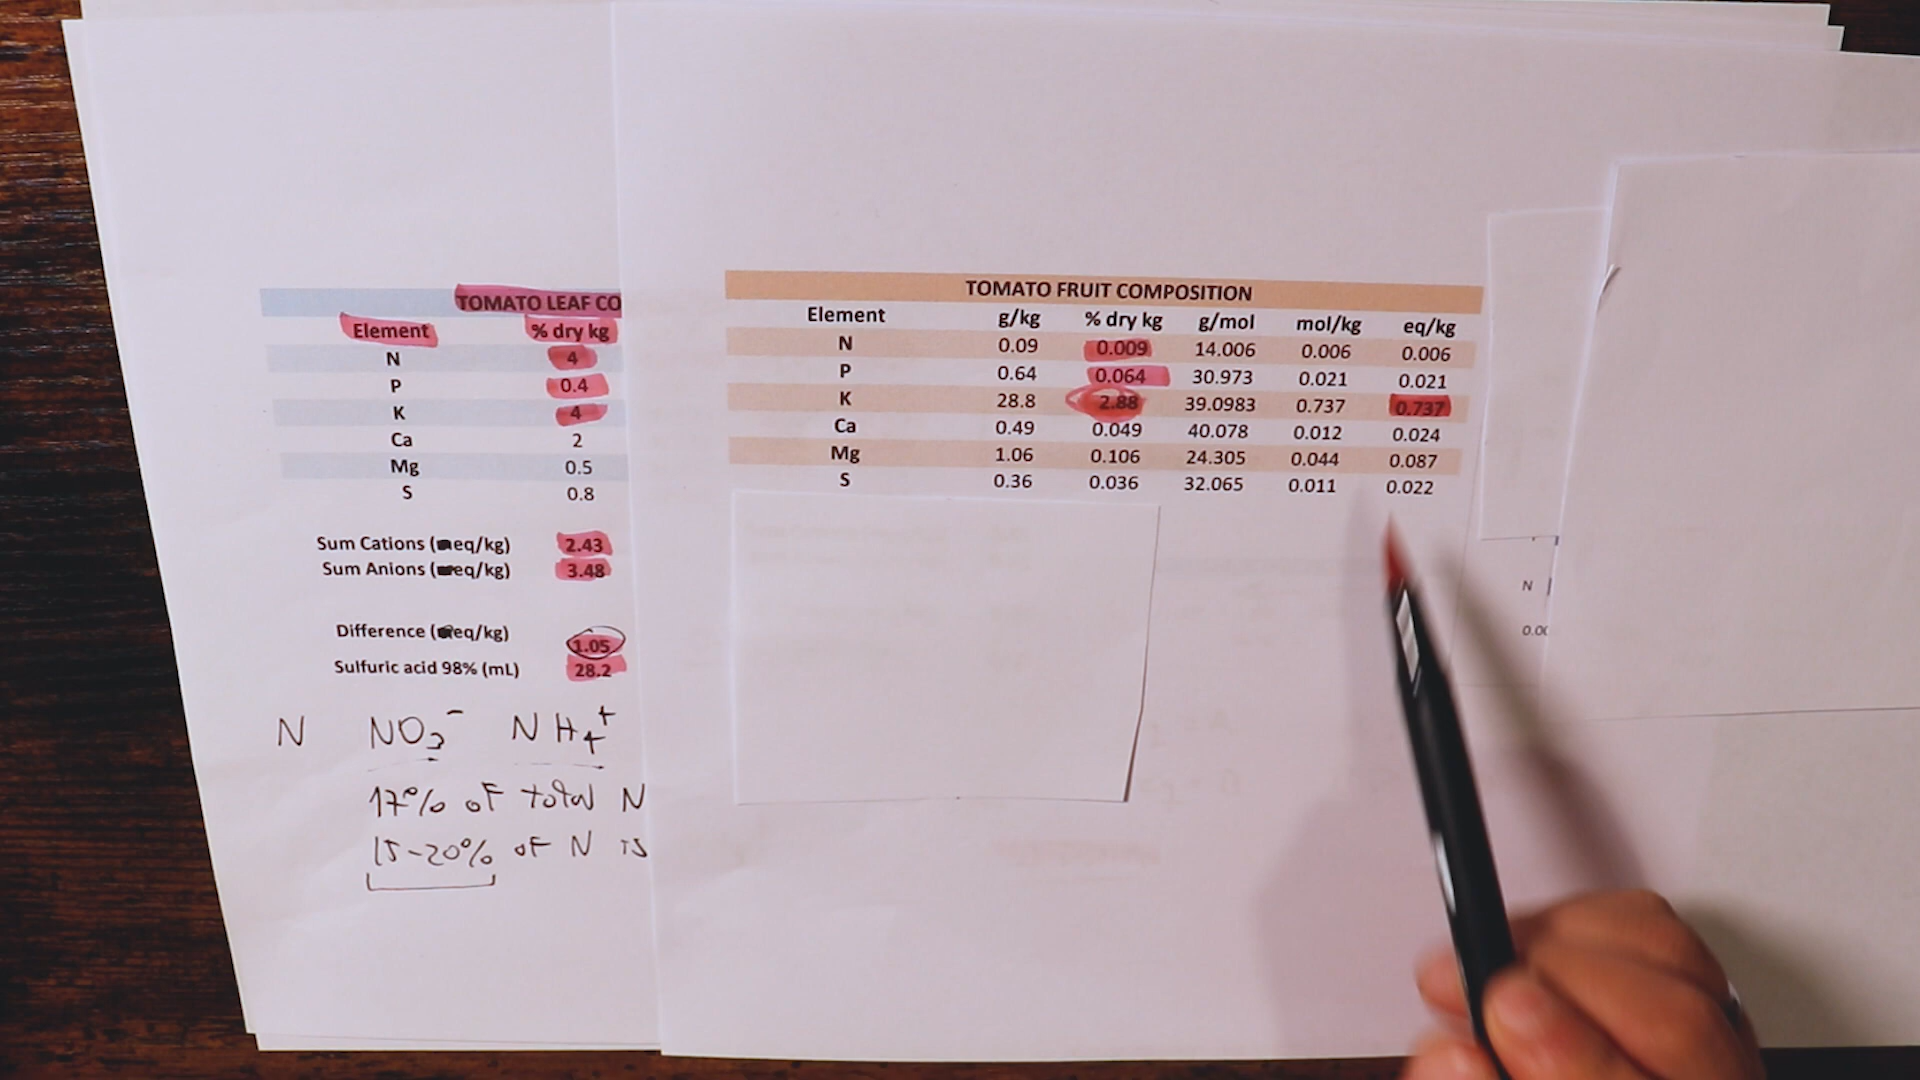 TOMATO LEAF CO
Element % dry kg
N 4
P 0.4
K 4
Ca 2
Mg 0.5
S 0.8
Sum Cations (eq/kg) 2.43
Sum Anions (eq/kg) 3.48
Difference (eq/kg) 1.05
Sulfuric acid 98% (mL) 28.2
N NO3- NH4+
17% of total N
15-20% of N is
TOMATO FRUIT COMPOSITION
Element g/kg % dry kg g/mol mol/kg eq/kg
N 0.09 0.009 14.006 0.006 0.006
P 0.64 0.064 30.973 0.021 0.021
K 28.8 2.88 39.0983 0.737 0.737
Ca 0.49 0.049 40.078 0.012 0.024
Mg 1.06 0.106 24.305 0.044 0.087
S 0.36 0.036 32.065 0.011 0.022
N
0.00